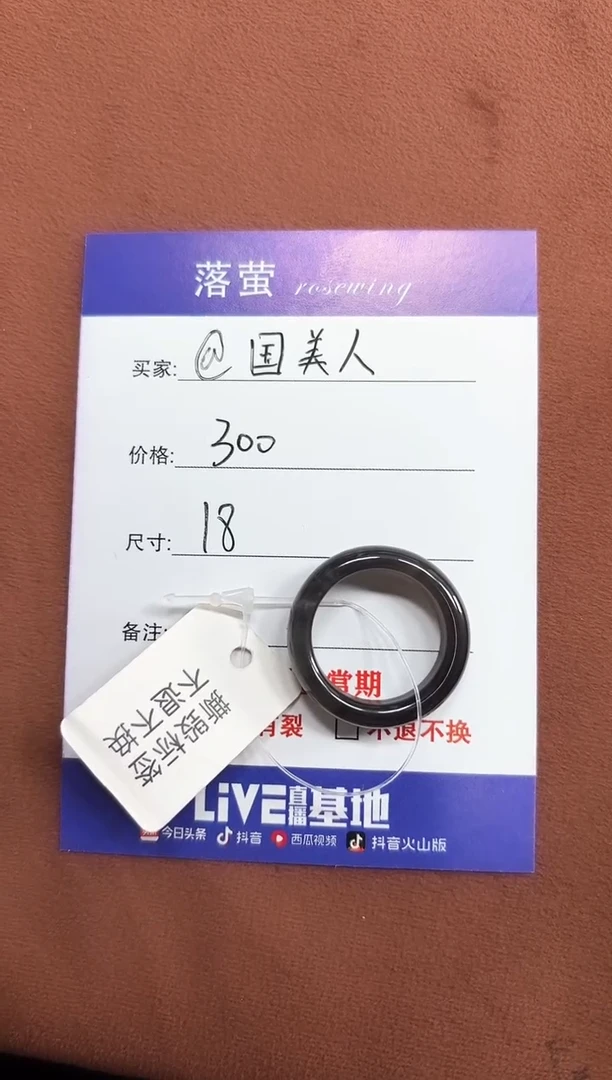 落萤 rosewing
买家: @国美人
价格: 300
尺寸: 18
备注:
常期
有裂 不退不换
撕毁标签
不退不换
LiVE直播基地
今日头条 抖音 西瓜视频 抖音火山版